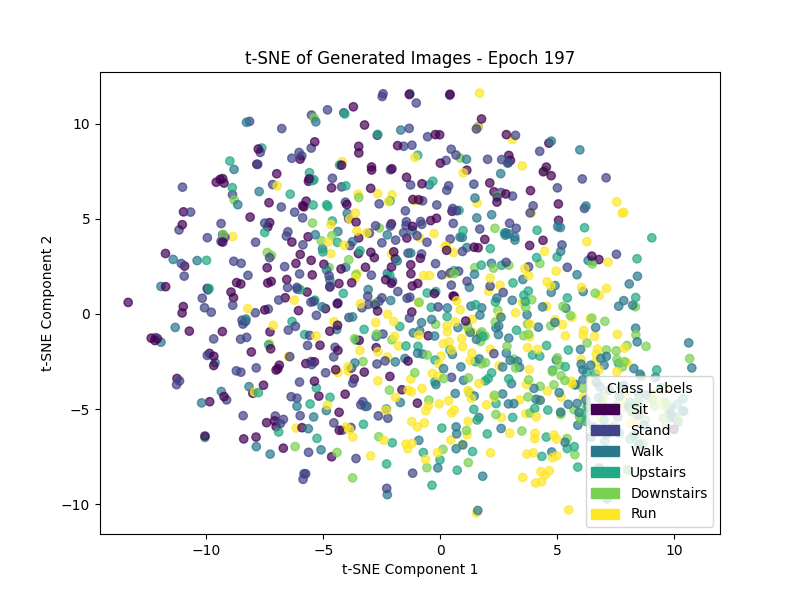 t-SNE of Generated Images - Epoch 197
10
5
0
−5
−10
t-SNE Component 2
−10
−5
0
5
10
t-SNE Component 1
Class Labels
Sit
Stand
Walk
Upstairs
Downstairs
Run